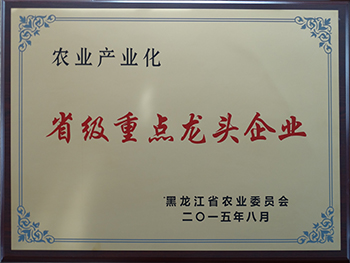 农业产业化
省级重点龙头企业
黑龙江省农业委员会
二〇一五年八月